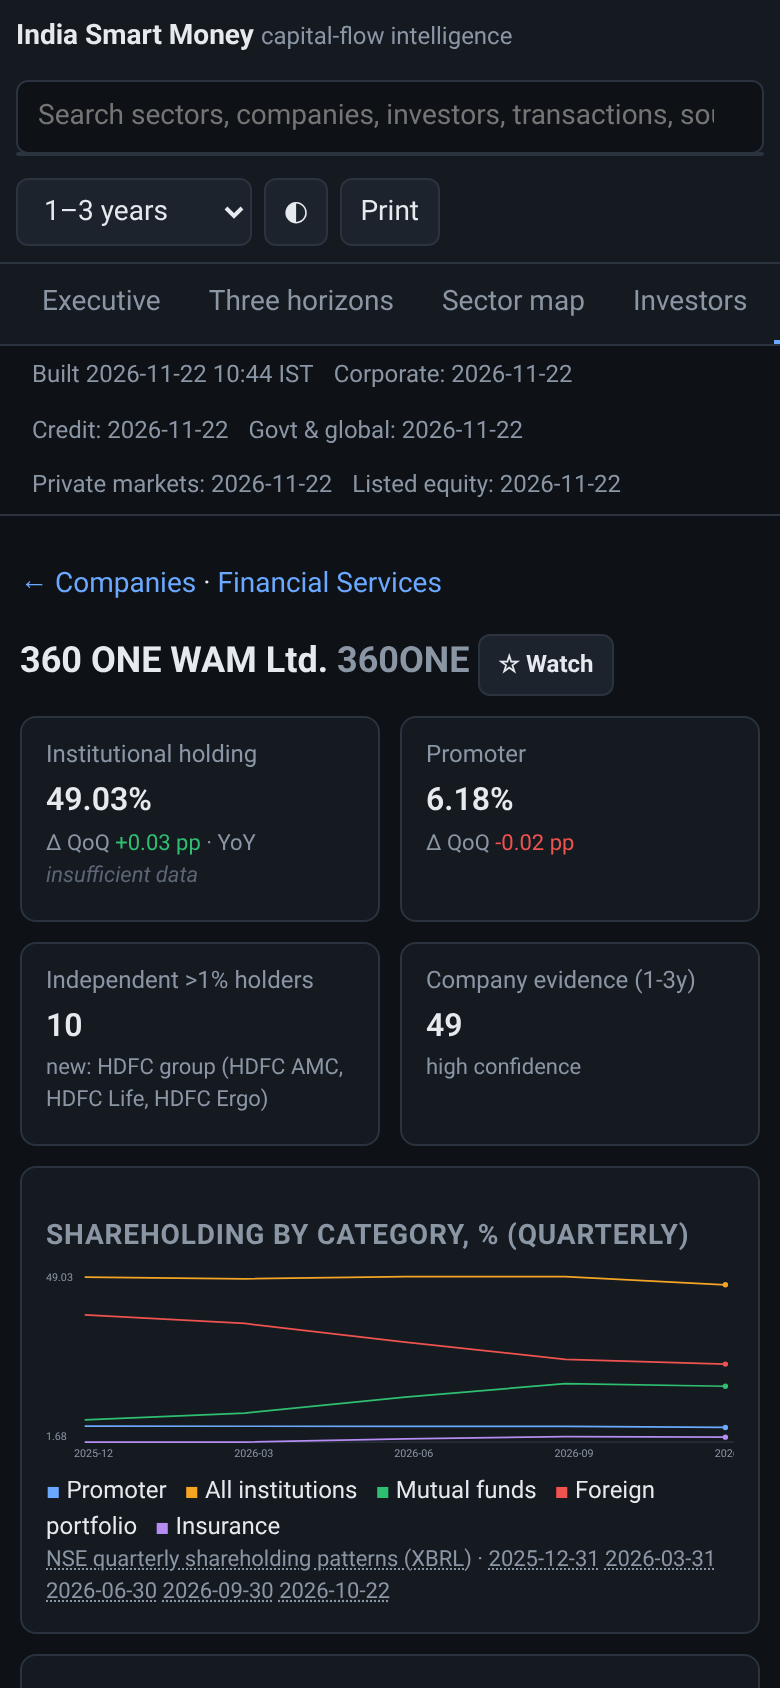 India Smart Money capital-flow intelligence
Search sectors, companies, investors, transactions, sou
1–3 years
◐
Print
Executive Three horizons Sector map Investors
Built 2026-11-22 10:44 IST Corporate: 2026-11-22
Credit: 2026-11-22 Govt & global: 2026-11-22
Private markets: 2026-11-22 Listed equity: 2026-11-22
← Companies · Financial Services
360 ONE WAM Ltd. 360ONE ☆ Watch
Institutional holding
49.03%
Δ QoQ +0.03 pp · YoY
insufficient data
Promoter
6.18%
Δ QoQ -0.02 pp
Independent >1% holders
10
new: HDFC group (HDFC AMC,
HDFC Life, HDFC Ergo)
Company evidence (1-3y)
49
high confidence
SHAREHOLDING BY CATEGORY, % (QUARTERLY)
49.03
1.68
2025-12 2026-03 2026-06 2026-09 202
Promoter All institutions Mutual funds Foreign
portfolio Insurance
NSE quarterly shareholding patterns (XBRL) · 2025-12-31 2026-03-31
2026-06-30 2026-09-30 2026-10-22